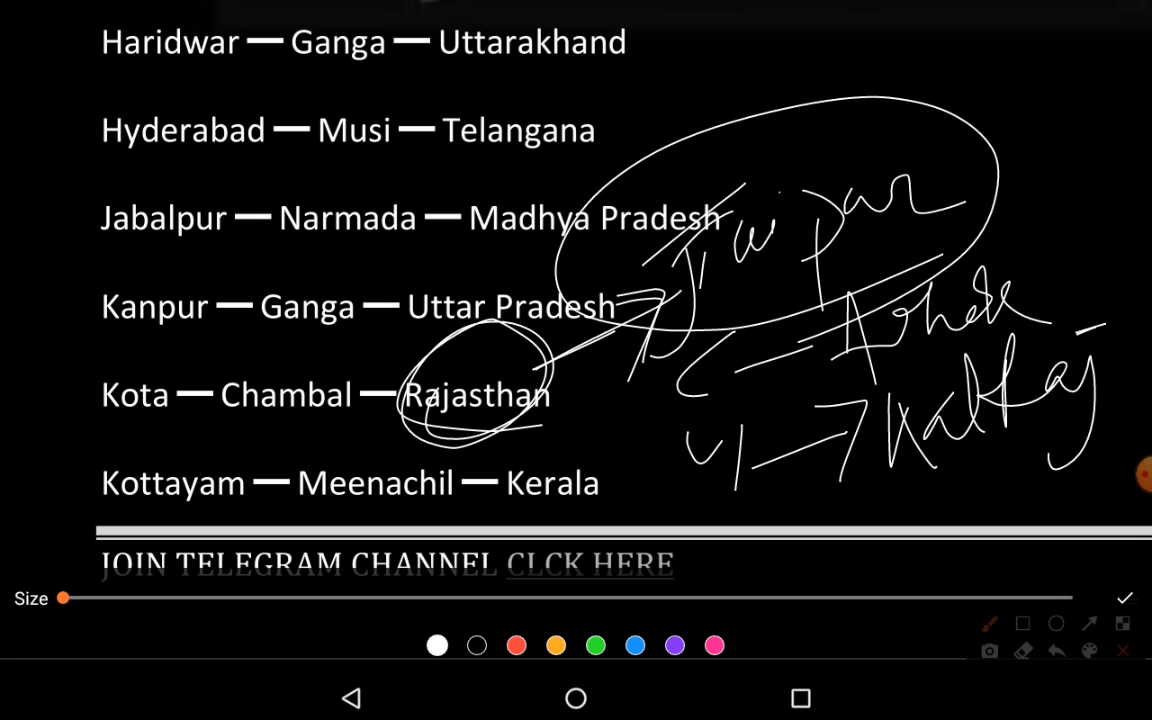 Haridwar — Ganga — Uttarakhand
Hyderabad — Musi — Telangana
Jabalpur — Narmada — Madhya Pradesh
Jaipur
Kanpur — Ganga — Uttar Pradesh
Kota — Chambal — Rajasthan
Kottayam — Meenachil — Kerala
JOIN TELEGRAM CHANNEL CLCK HERE
Size